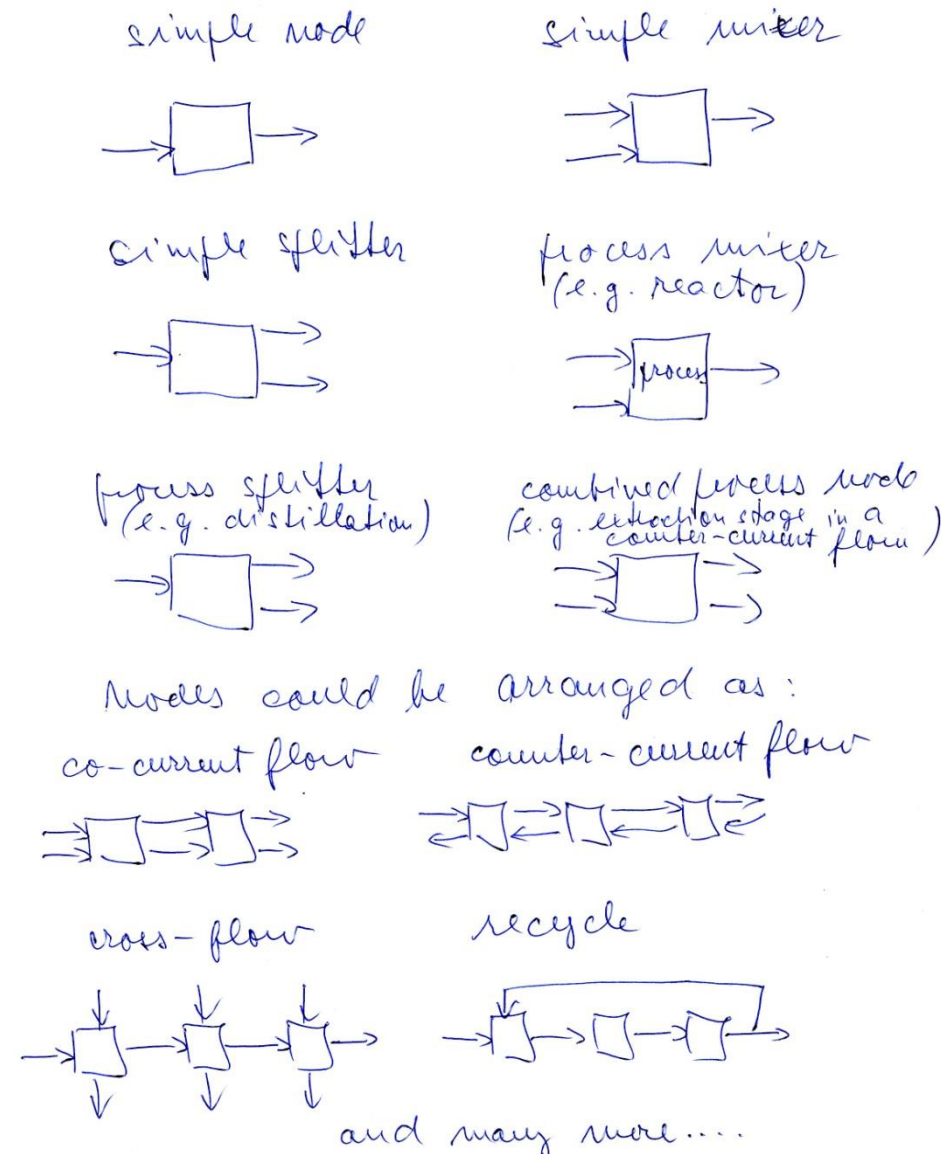 simple node
simple mixer
simple splitter
process mixer
(e.g. reactor)
process
process splitter
(e.g. distillation)
combined process node
(e.g. extraction stage in a
counter-current flow)
Nodes could be arranged as:
co-current flow
counter-current flow
cross-flow
recycle
and many more....